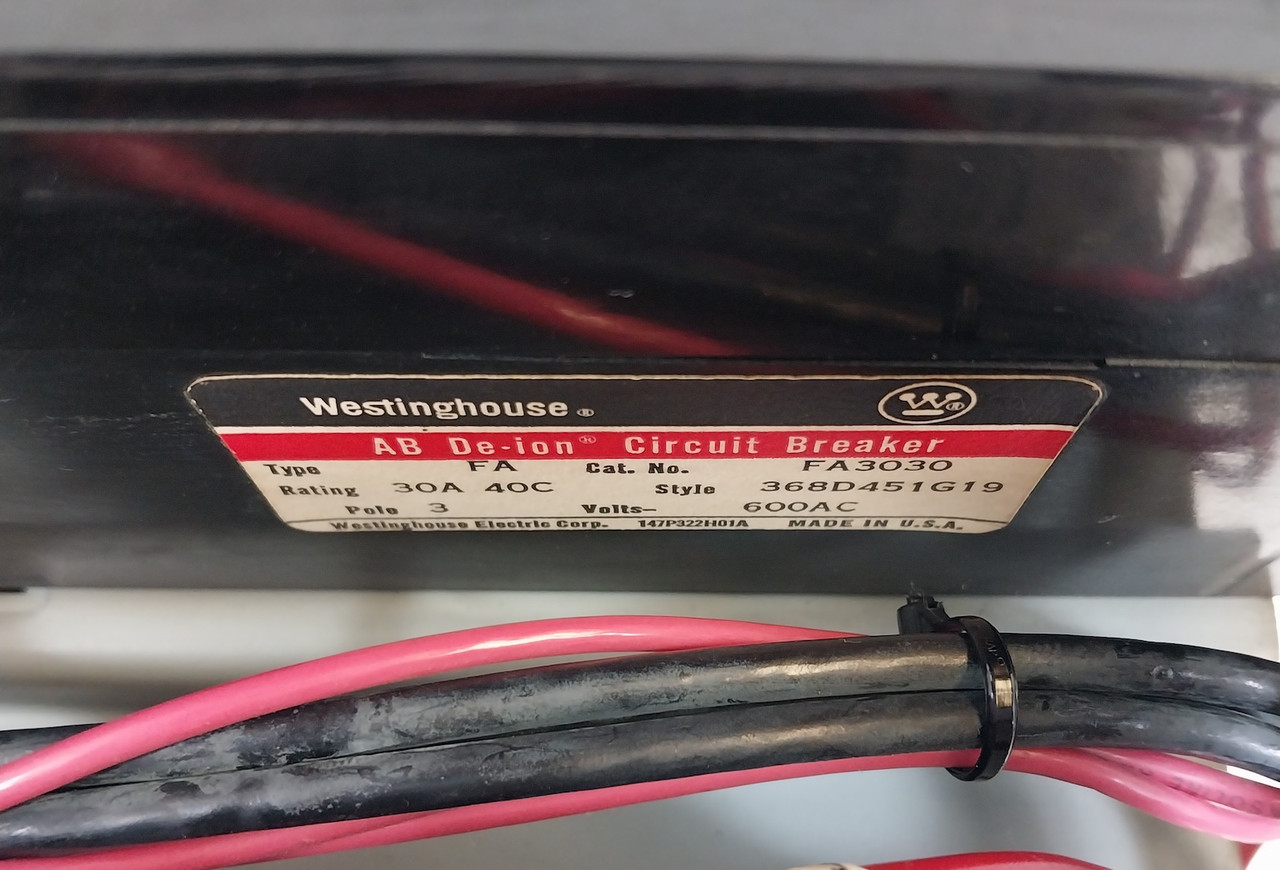 Westinghouse ®
W ®
AB De-ion® Circuit Breaker
Type FA Cat. No. FA3030
Rating 30A 40C Style 368D451G19
Pole 3 Volts- 600AC
Westinghouse Electric Corp. 147P322H01A MADE IN U.S.A.